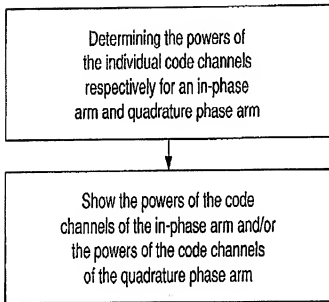 Determining the powers of
the individual code channels
respectively for an in-phase
arm and quadrature phase arm
Show the powers of the code
channels of the in-phase arm and/or
the powers of the code channels
of the quadrature phase arm